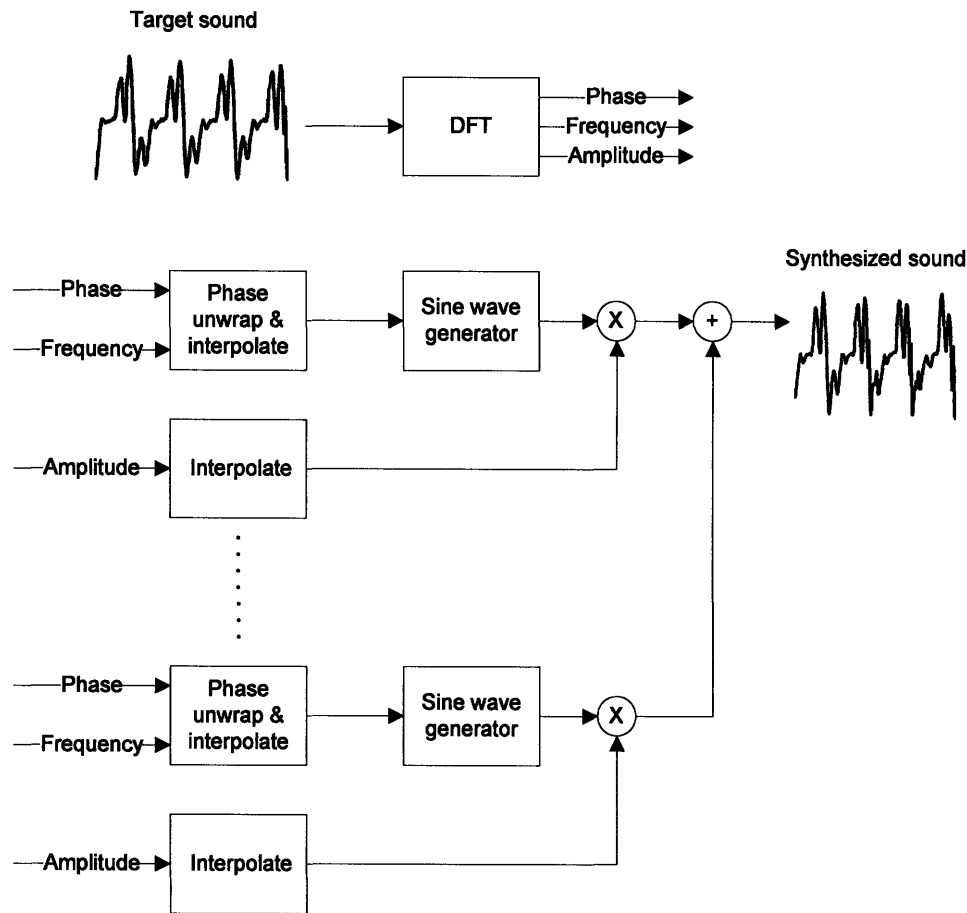 Target sound
DFT
Phase
Frequency
Amplitude
Synthesized sound
Phase
Frequency
Phase
unwrap &
interpolate
Sine wave
generator
X
+
Amplitude
Interpolate
Phase
Frequency
Phase
unwrap &
interpolate
Sine wave
generator
X
Amplitude
Interpolate